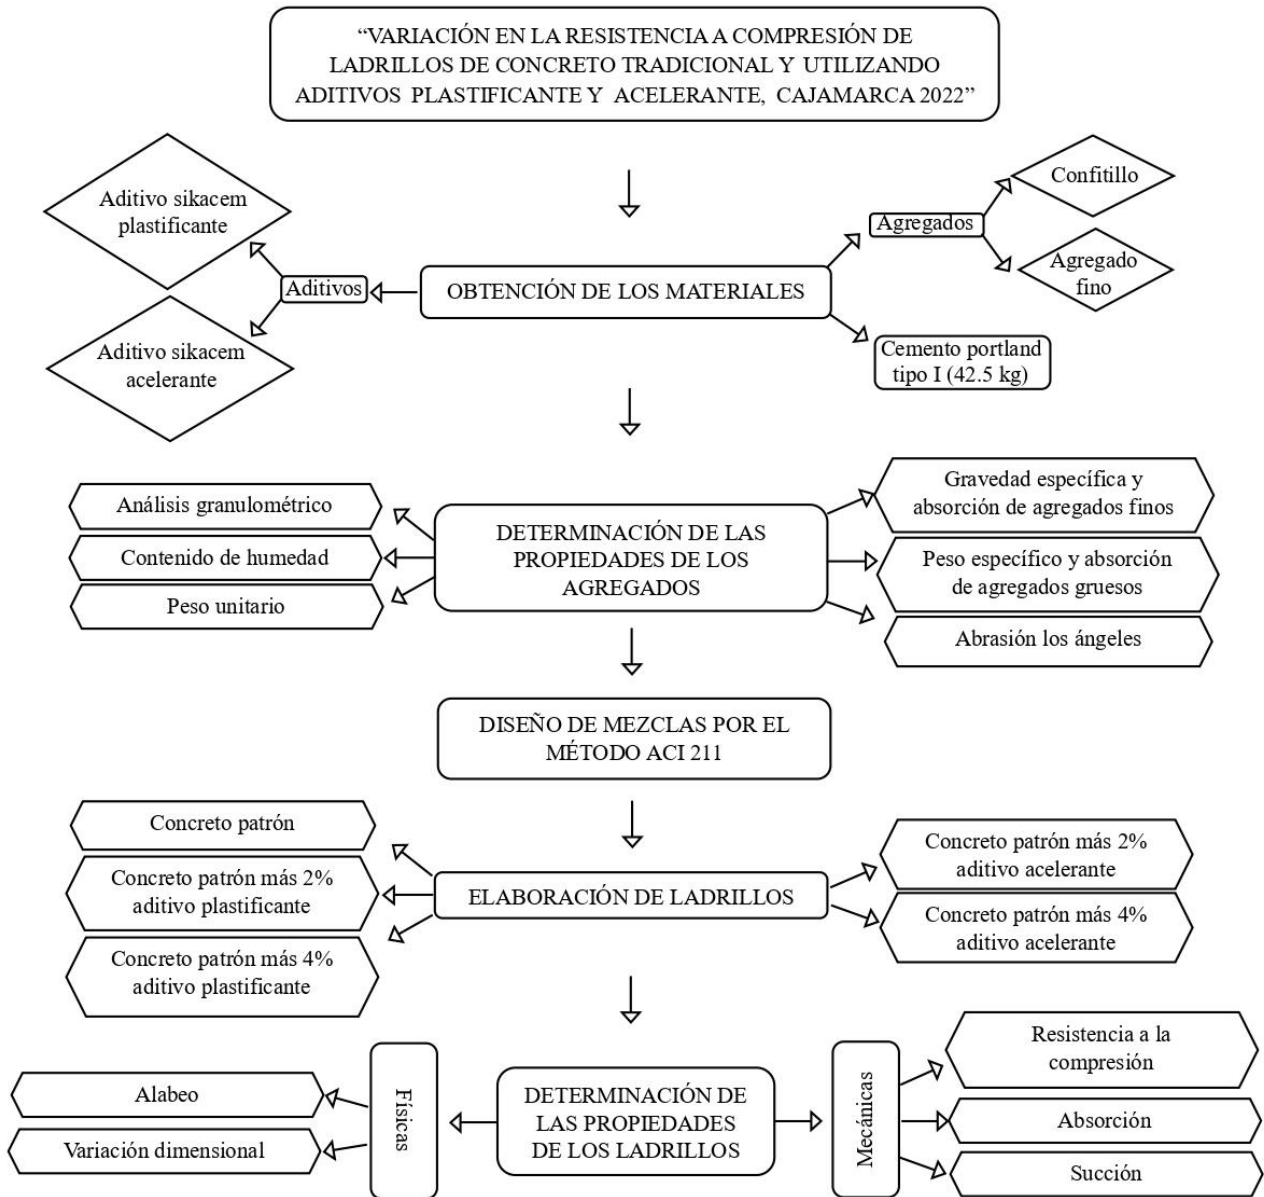 “VARIACIÓN EN LA RESISTENCIA A COMPRESIÓN DE
LADRILLOS DE CONCRETO TRADICIONAL Y UTILIZANDO
ADITIVOS PLASTIFICANTE Y ACELERANTE, CAJAMARCA 2022”
Aditivo sikacem
plastificante
Aditivos
Aditivo sikacem
acelerante
OBTENCIÓN DE LOS MATERIALES
Agregados
Confitillo
Agregado
fino
Cemento portland
tipo I (42.5 kg)
Análisis granulométrico
Contenido de humedad
Peso unitario
DETERMINACIÓN DE LAS
PROPIEDADES DE LOS
AGREGADOS
Gravedad específica y
absorción de agregados finos
Peso específico y absorción
de agregados gruesos
Abrasión los ángeles
DISEÑO DE MEZCLAS POR EL
MÉTODO ACI 211
Concreto patrón
Concreto patrón más 2%
aditivo plastificante
Concreto patrón más 4%
aditivo plastificante
ELABORACIÓN DE LADRILLOS
Concreto patrón más 2%
aditivo acelerante
Concreto patrón más 4%
aditivo acelerante
Alabeo
Variación dimensional
Físicas
DETERMINACIÓN DE
LAS PROPIEDADES
DE LOS LADRILLOS
Mecánicas
Resistencia a la
compresión
Absorción
Succión